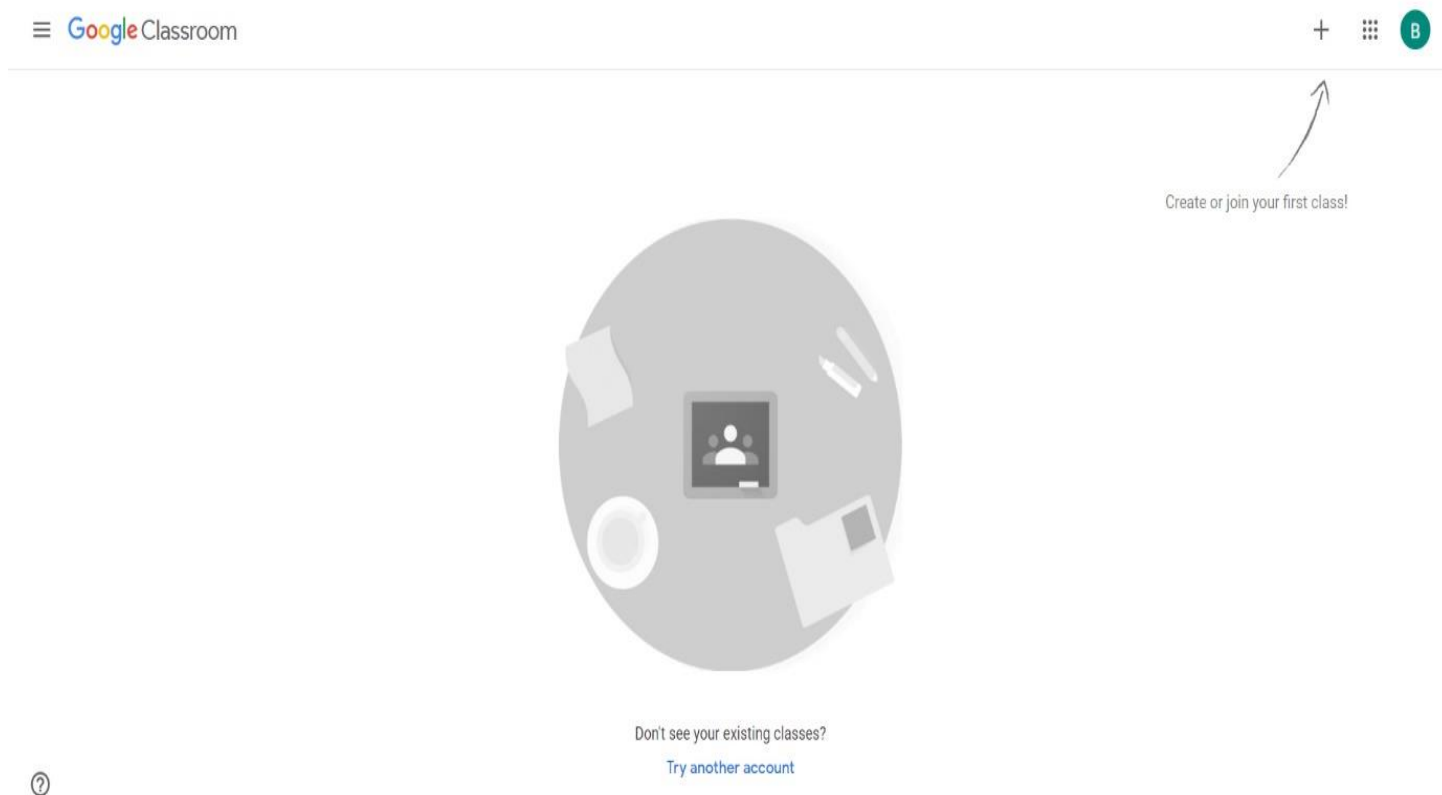 Google Classroom
B
Create or join your first class!
Don't see your existing classes?
Try another account
?